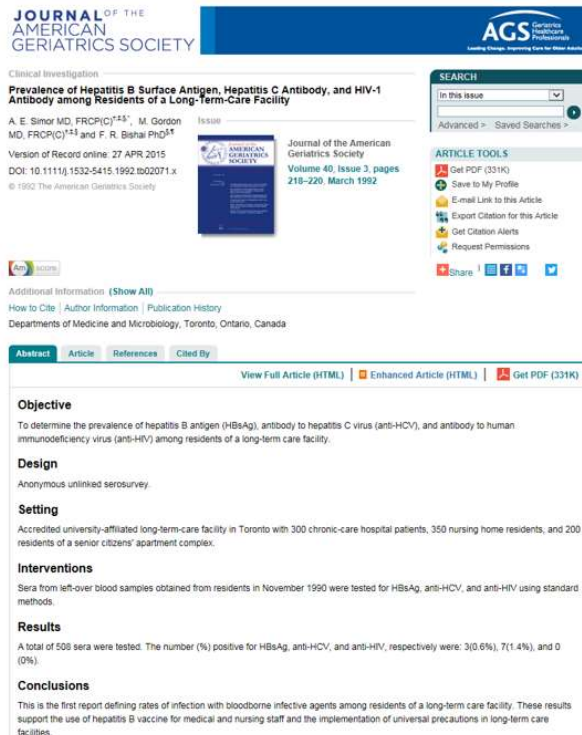 JOURNAL OF THE
AMERICAN
GERIATRICS SOCIETY
AGS Geriatrics
Healthcare
Professionals
Leading Change. Improving Care for Older Adults.
Clinical Investigation
Prevalence of Hepatitis B Surface Antigen, Hepatitis C Antibody, and HIV-1
Antibody among Residents of a Long-Term-Care Facility
A. E. Simor MD, FRCP(C), M. Gordon
MD, FRCP(C) and F. R. Bishai PhD
Version of Record online: 27 APR 2015
DOI: 10.1111/j.1532-5415.1992.tb02071.x
© 1992 The American Geriatrics Society
Issue
AMERICAN
GERIATRICS
SOCIETY
Journal of the American
Geriatrics Society
Volume 40, Issue 3, pages
218–220, March 1992
SEARCH
In this issue
Advanced > Saved Searches >
ARTICLE TOOLS
Get PDF (331K)
Save to My Profile
E-mail Link to this Article
Export Citation for this Article
Get Citation Alerts
Request Permissions
Share
Am score
Additional Information (Show All)
How to Cite Author Information Publication History
Departments of Medicine and Microbiology, Toronto, Ontario, Canada
Abstract Article References Cited By
View Full Article (HTML) Enhanced Article (HTML) Get PDF (331K)
Objective
To determine the prevalence of hepatitis B antigen (HBsAg), antibody to hepatitis C virus (anti-HCV), and antibody to human
immunodeficiency virus (anti-HIV) among residents of a long-term care facility.
Design
Anonymous unlinked serosurvey.
Setting
Accredited university-affiliated long-term-care facility in Toronto with 300 chronic-care hospital patients, 350 nursing home residents, and 200
residents of a senior citizens' apartment complex.
Interventions
Sera from left-over blood samples obtained from residents in November 1990 were tested for HBsAg, anti-HCV, and anti-HIV using standard
methods.
Results
A total of 508 sera were tested. The number (%) positive for HBsAg, anti-HCV, and anti-HIV, respectively were: 3(0.6%), 7(1.4%), and 0
(0%).
Conclusions
This is the first report defining rates of infection with bloodborne infective agents among residents of a long-term care facility. These results
support the use of hepatitis B vaccine for medical and nursing staff and the implementation of universal precautions in long-term care
facilities.